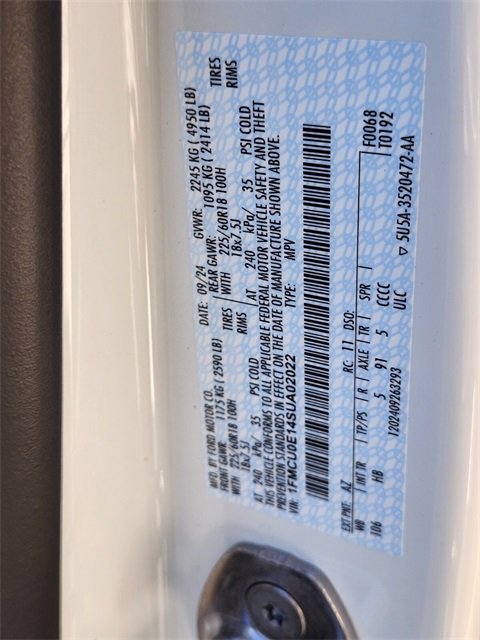 MFD. BY FORD MOTOR CO.
DATE: 09/24 GVWR: 2245 KG ( 4950 LB)
FRONT GAWR: 1175 KG ( 2590 LB) REAR GAWR: 1095 KG ( 2414 LB)
WITH 225/60R18 100H TIRES WITH 225/60R18 100H TIRES
18x7.5J RIMS 18x7.5J RIMS
AT 240 kPa/ 35 PSI COLD AT 240 kPa/ 35 PSI COLD
THIS VEHICLE CONFORMS TO ALL APPLICABLE FEDERAL MOTOR VEHICLE SAFETY AND THEFT
PREVENTION STANDARDS IN EFFECT ON THE DATE OF MANUFACTURE SHOWN ABOVE.
VIN: 1FMCU0E14SUA02022 TYPE: MPV
F0068
T0192
EXT PNT: AZ RC: 11 DSO:
WB INT TR TP/PS R AXLE TR SPR
106 HB 5 91 5 CCCC
1202409263293 ULC
5U5A-3520472-AA